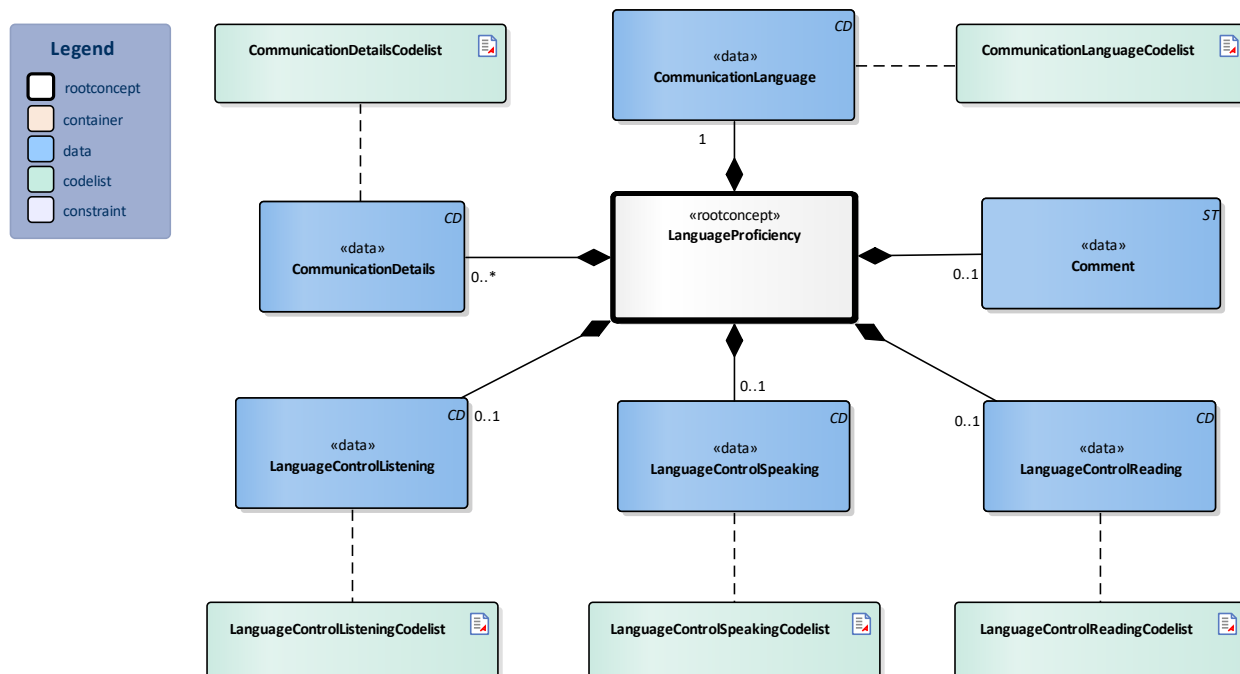 Legend
rootconcept
container
data
codelist
constraint
CommunicationDetailsCodelist
CD
«data»
CommunicationLanguage
CommunicationLanguageCodelist
1
CD
«data»
CommunicationDetails
0..*
«rootconcept»
LanguageProficiency
ST
«data»
Comment
0..1
CD
«data»
LanguageControlListening
0..1
CD
«data»
LanguageControlSpeaking
0..1
CD
«data»
LanguageControlReading
0..1
LanguageControlListeningCodelist
LanguageControlSpeakingCodelist
LanguageControlReadingCodelist